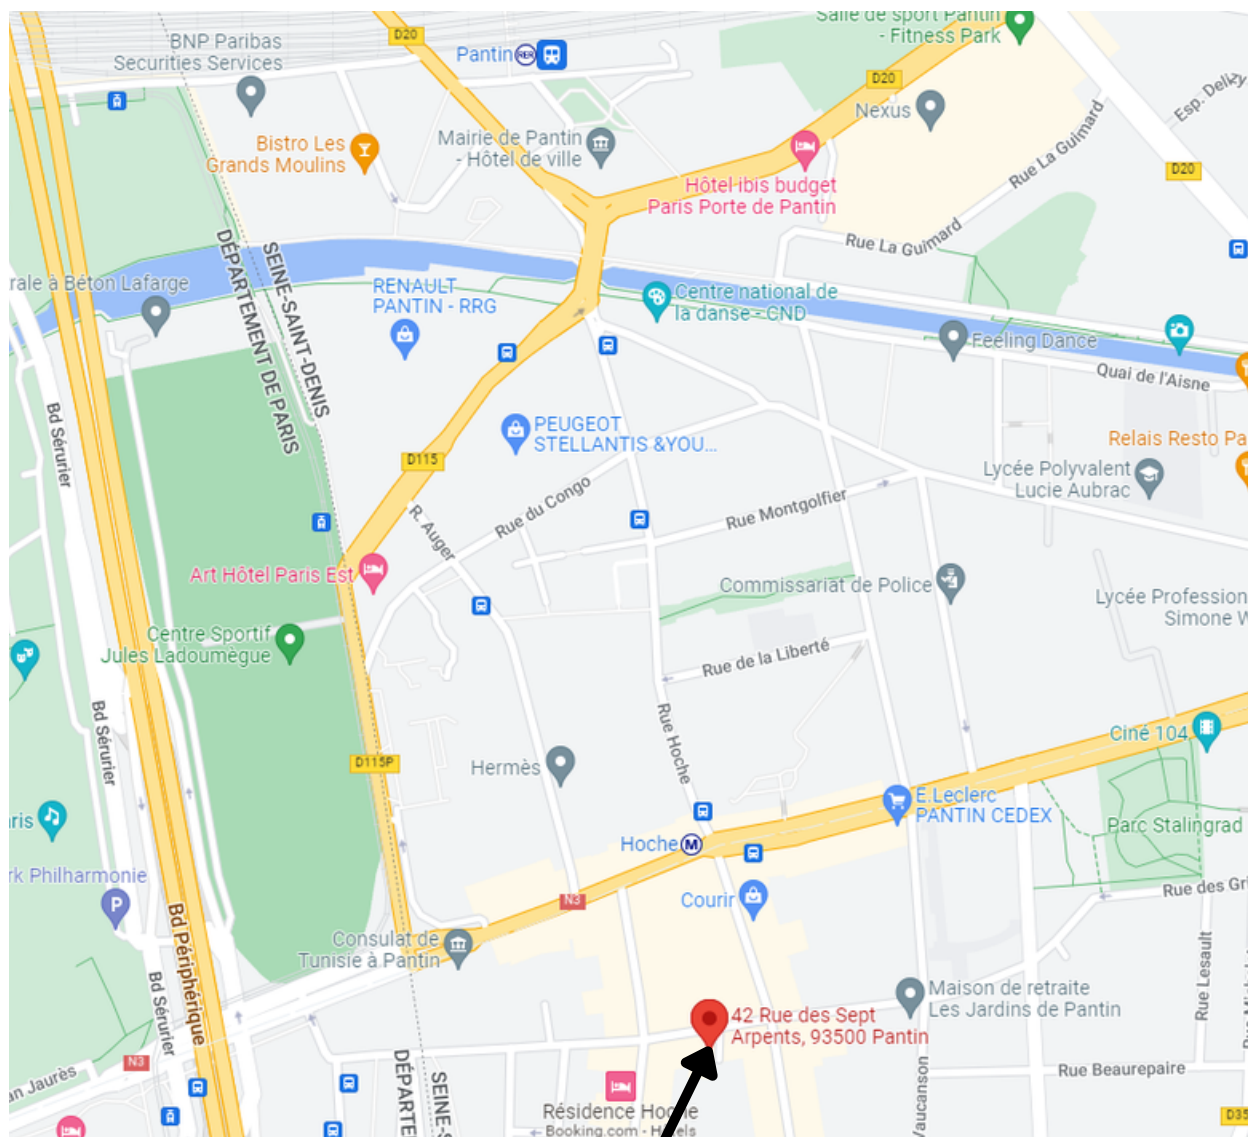 Salle de sport Pantin
- Fitness Park
D20
BNP Paribas
Securities Services
Pantin
RER
D20
Esp. Delizy
Nexus
Bistro Les
Grands Moulins
Mairie de Pantin
- Hôtel de ville
Rue La Guimard
D20
Hôtel ibis budget
Paris Porte de Pantin
Rue La Guimard
SEINE-SAINT-DENIS
DÉPARTEMENT DE PARIS
rale à Béton Lafarge
RENAULT
PANTIN - RRG
Centre national de
la danse - CND
Feeling Dance
Quai de l'Aisne
Bd Sérurier
PEUGEOT
STELLANTIS &YOU...
Relais Resto Pa
D115
Lycée Polyvalent
Lucie Aubrac
Rue du Congo
Rue Montgolfier
R. Auger
Art Hôtel Paris Est
Commissariat de Police
Lycée Profession
Simone W
Centre Sportif
Jules Ladoumègue
Rue de la Liberté
Bd Sérurier
Rue Hoche
Ciné 104
D115P
Hermès
E.Leclerc
PANTIN CEDEX
ris
Parc Stalingrad
Hoche
M
rk Philharmonie
P
Rue des Gri
N3
Courir
Bd Périphérique
Consulat de
Tunisie à Pantin
Rue Lesault
Bd Sérurier
Maison de retraite
Les Jardins de Pantin
42 Rue des Sept
Arpents, 93500 Pantin
N3
an Jaurès
DÉPARTE
SEINE-S
Rue Beaurepaire
Vaucanson
Résidence Hoche
Booking.com - Hotels
D35